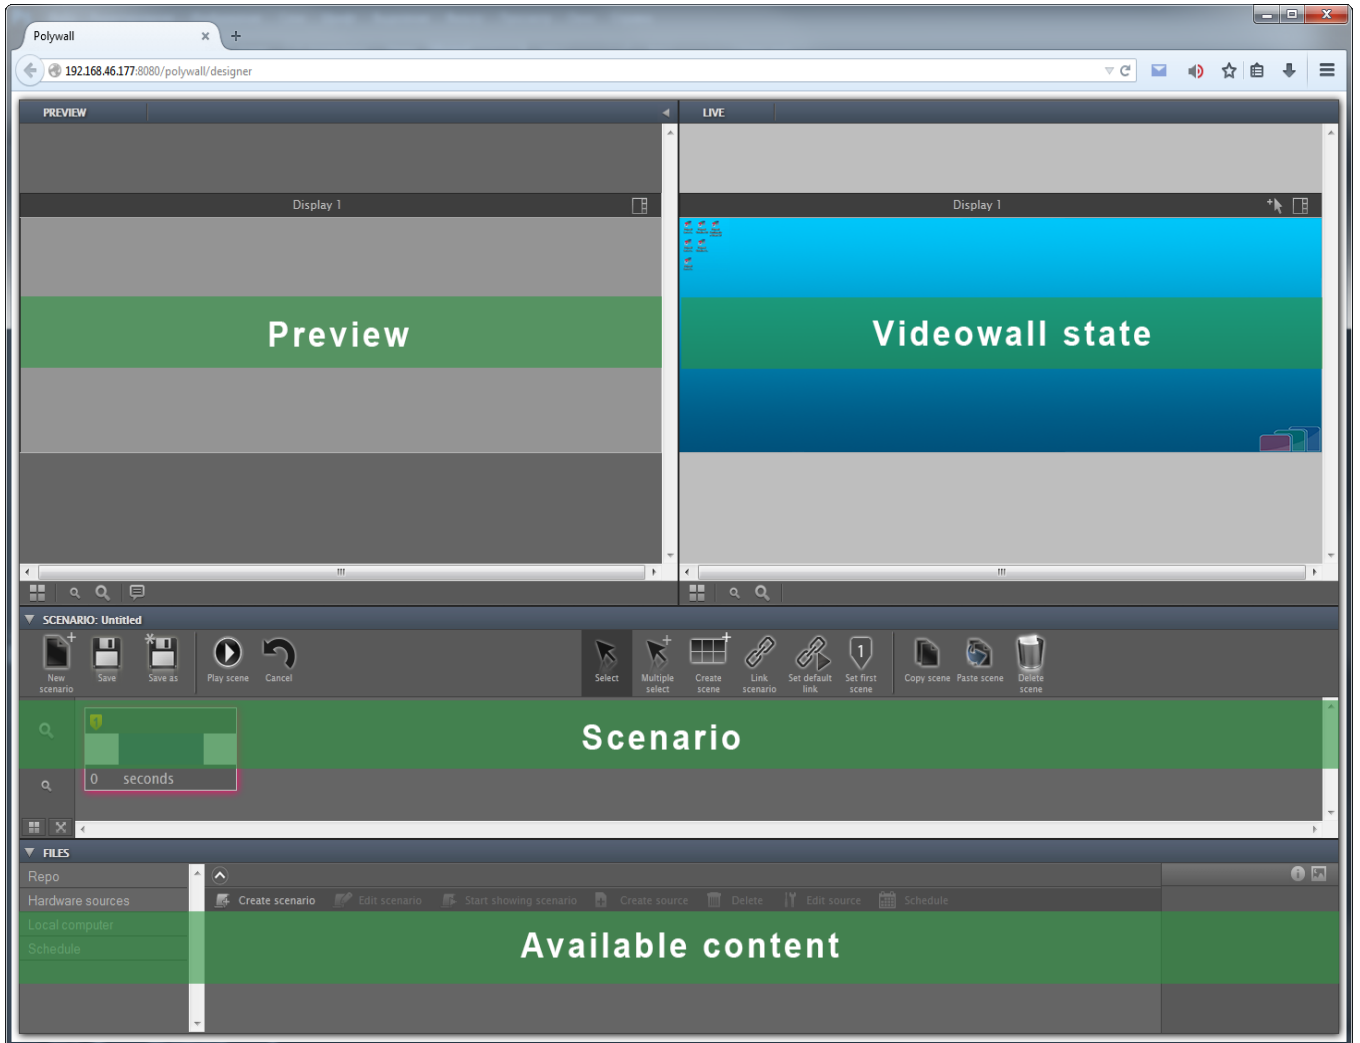 Polywall
192.168.46.177:8080/polywall/designer
PREVIEW
LIVE
Display 1
Display 1
Preview
Videowall state
SCENARIO: Untitled
New scenario
Save
Save as
Play scene
Cancel
Select
Multiple select
Create scene
Link scenario
Set default link
Set first scene
Copy scene
Paste scene
Delete scene
1
1
Scenario
0 seconds
FILES
Repo
Hardware sources
Create scenario
Edit scenario
Start showing scenario
Create source
Delete
Edit source
Schedule
Local computer
Schedule
Available content